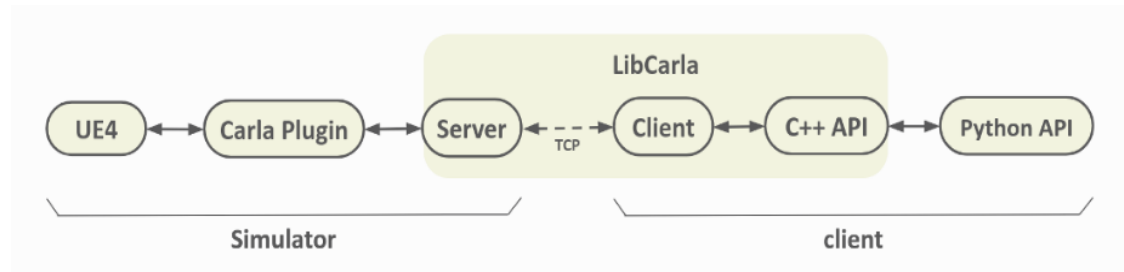 LibCarla
UE4
Carla Plugin
Server
TCP
Client
C++ API
Python API
Simulator
client